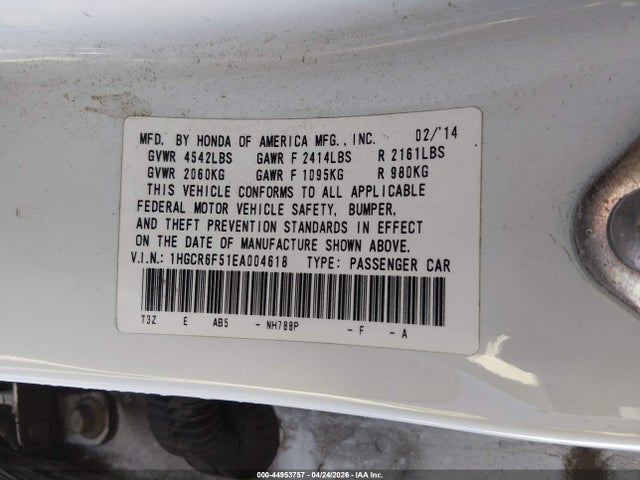 MFD. BY HONDA OF AMERICA MFG., INC. 02/'14
GVWR 4542LBS GAWR F 2414LBS R 2161LBS
GVWR 2060KG GAWR F 1095KG R 980KG
THIS VEHICLE CONFORMS TO ALL APPLICABLE
FEDERAL MOTOR VEHICLE SAFETY, BUMPER,
AND THEFT PREVENTION STANDARDS IN EFFECT
ON THE DATE OF MANUFACTURE SHOWN ABOVE.
V.I.N.: 1HGCR6F51EA004618 TYPE: PASSENGER CAR
T3Z E AB5 - NH788P - F - A
000-44953757 - 04/24/2026 - IAA Inc.